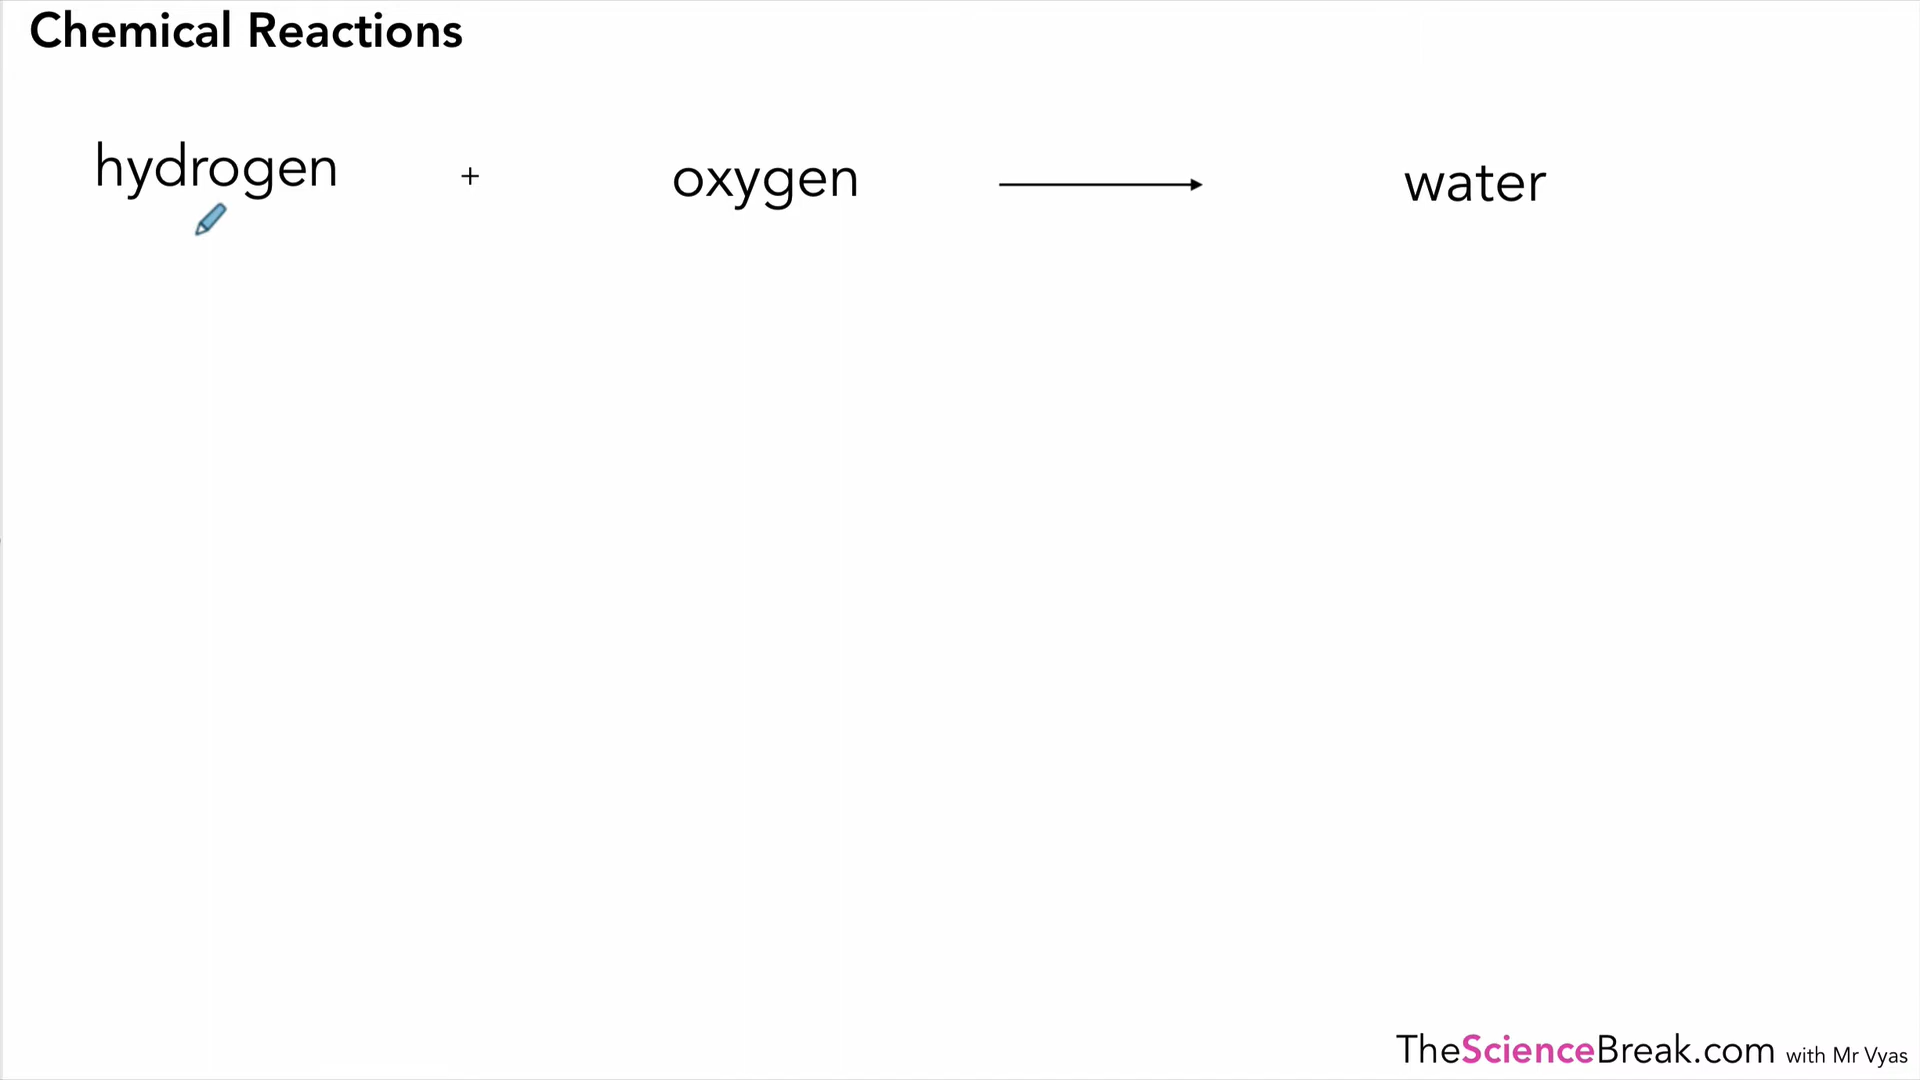 Chemical Reactions
hydrogen + oxygen → water
TheScienceBreak.com with Mr Vyas